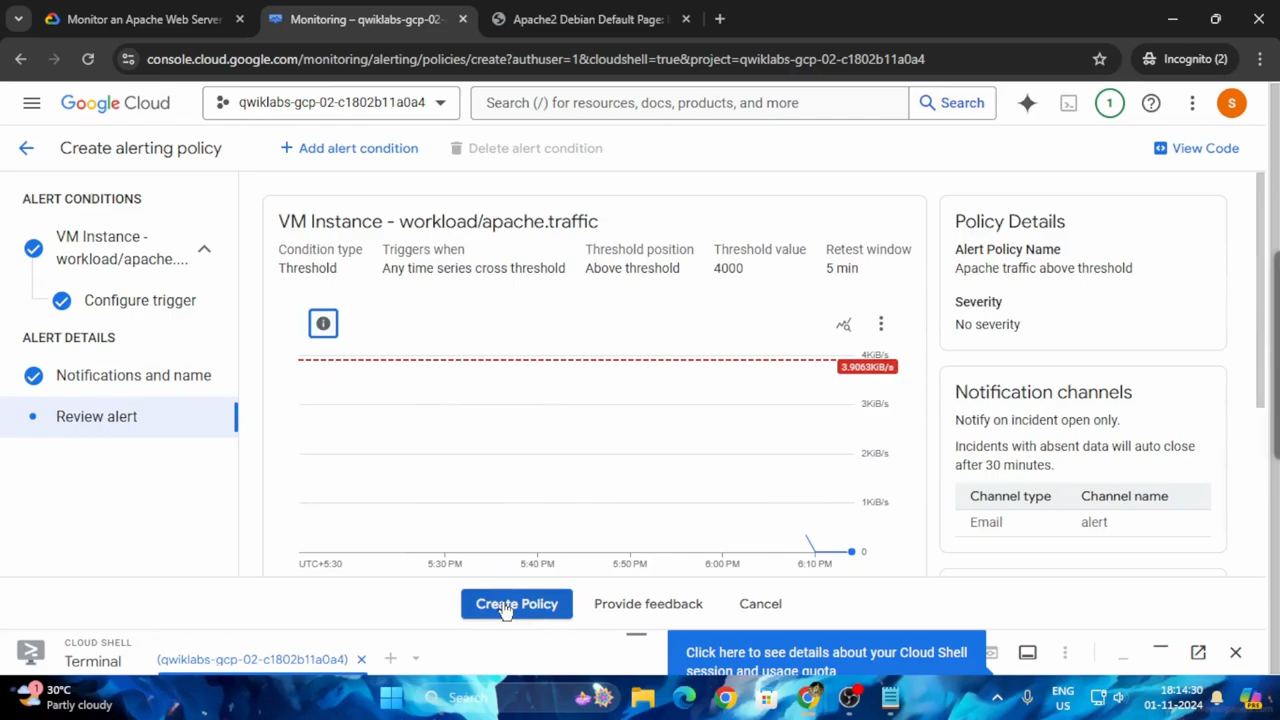 Monitor an Apache Web Server
Monitoring – qwiklabs-gcp-02-
Apache2 Debian Default Page:
console.cloud.google.com/monitoring/alerting/policies/create?authuser=1&cloudshell=true&project=qwiklabs-gcp-02-c1802b11a0a4
Incognito (2)
Google Cloud
qwiklabs-gcp-02-c1802b11a0a4
Search (/) for resources, docs, products, and more
Search
1
S
Create alerting policy
Add alert condition
Delete alert condition
View Code
ALERT CONDITIONS
VM Instance -
workload/apache....
Configure trigger
ALERT DETAILS
Notifications and name
Review alert
VM Instance - workload/apache.traffic
Condition type
Threshold
Triggers when
Any time series cross threshold
Threshold position
Above threshold
Threshold value
4000
Retest window
5 min
4KiB/s
3.9063KiB/s
3KiB/s
2KiB/s
1KiB/s
0
UTC+5:30
5:30 PM
5:40 PM
5:50 PM
6:00 PM
6:10 PM
Policy Details
Alert Policy Name
Apache traffic above threshold
Severity
No severity
Notification channels
Notify on incident open only.
Incidents with absent data will auto close
after 30 minutes.
Channel type Channel name
Email alert
Create Policy
Provide feedback
Cancel
CLOUD SHELL
Terminal
(qwiklabs-gcp-02-c1802b11a0a4)
Click here to see details about your Cloud Shell
session and usage quota
1
30°C
Partly cloudy
Search
ENG
US
18:14:30
01-11-2024
PRE